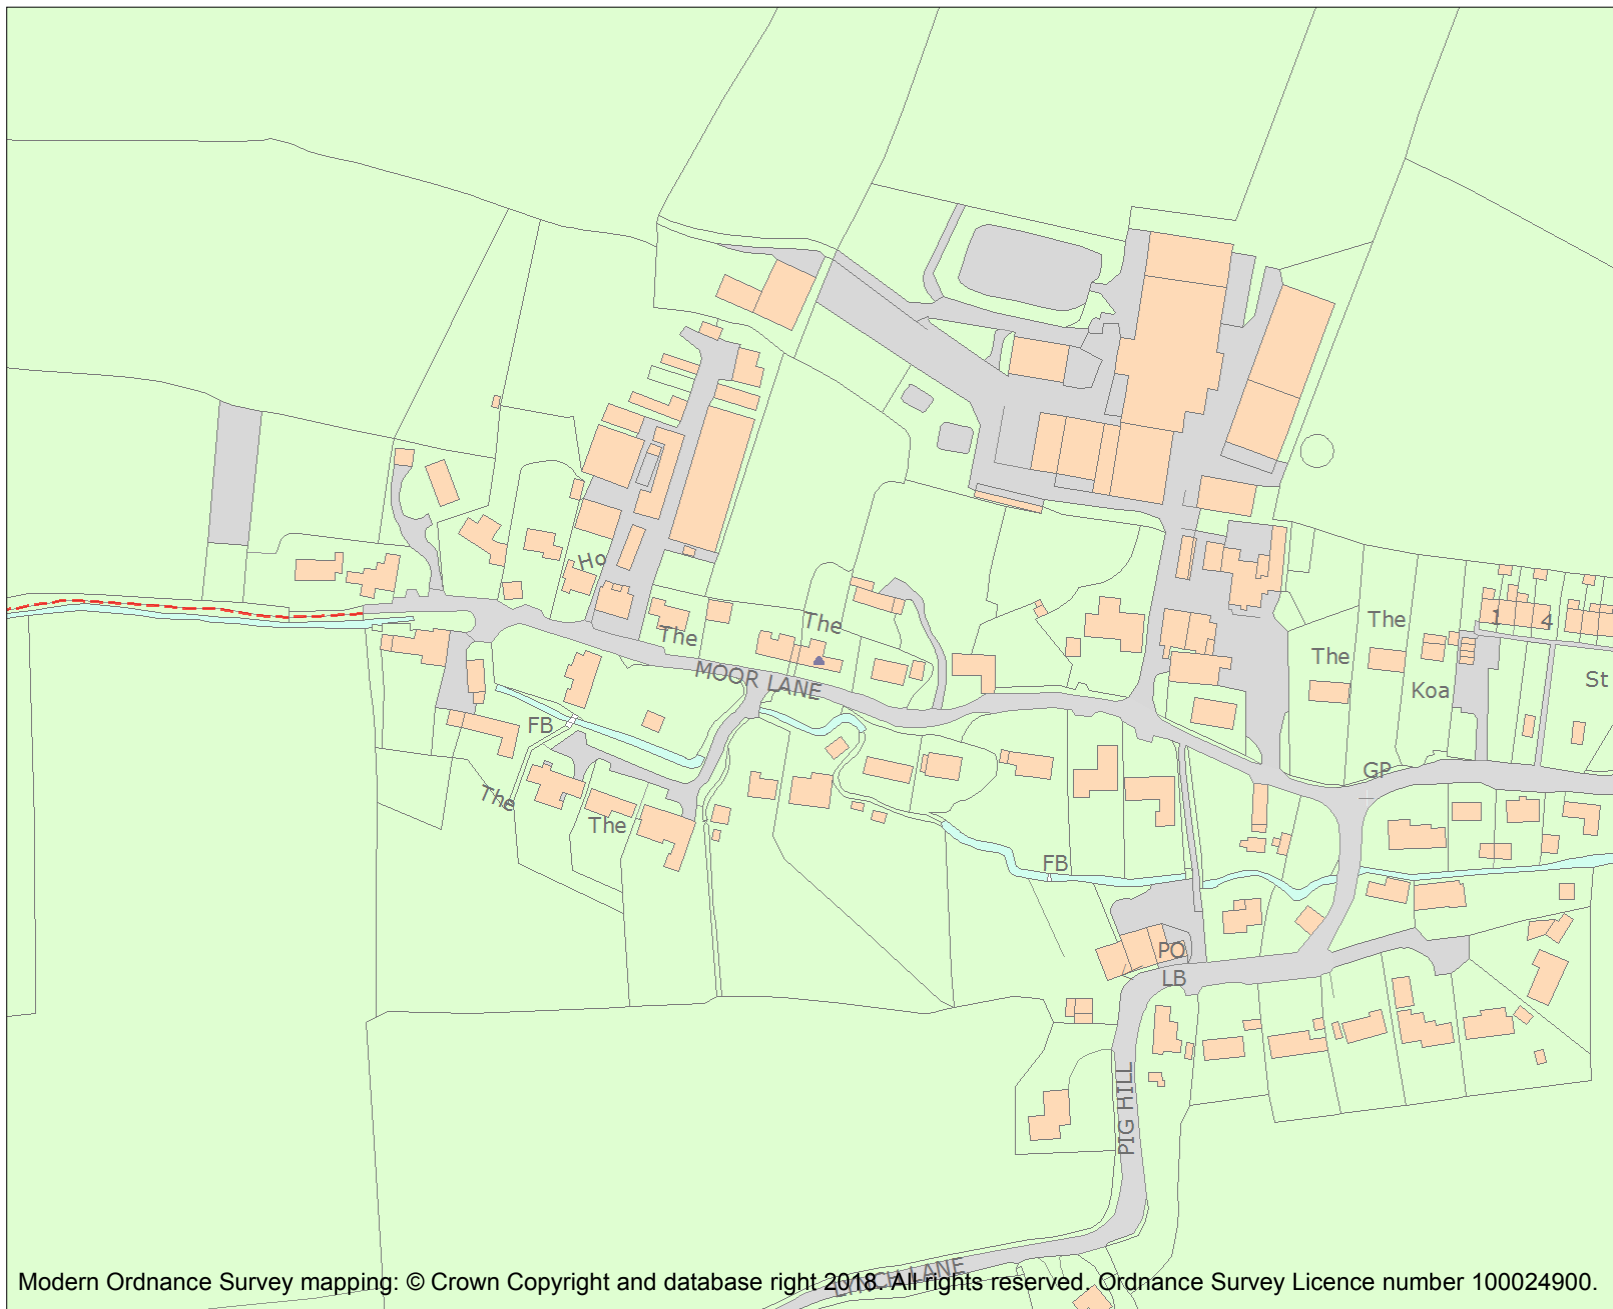 Ho
The
The
MOOR LANE
The
The
Koa
1
4
St
FB
The
The
GP
FB
PO
LB
PIG HILL
LYNCH LANE
Modern Ordnance Survey mapping: © Crown Copyright and database right 2018. All rights reserved. Ordnance Survey Licence number 100024900.